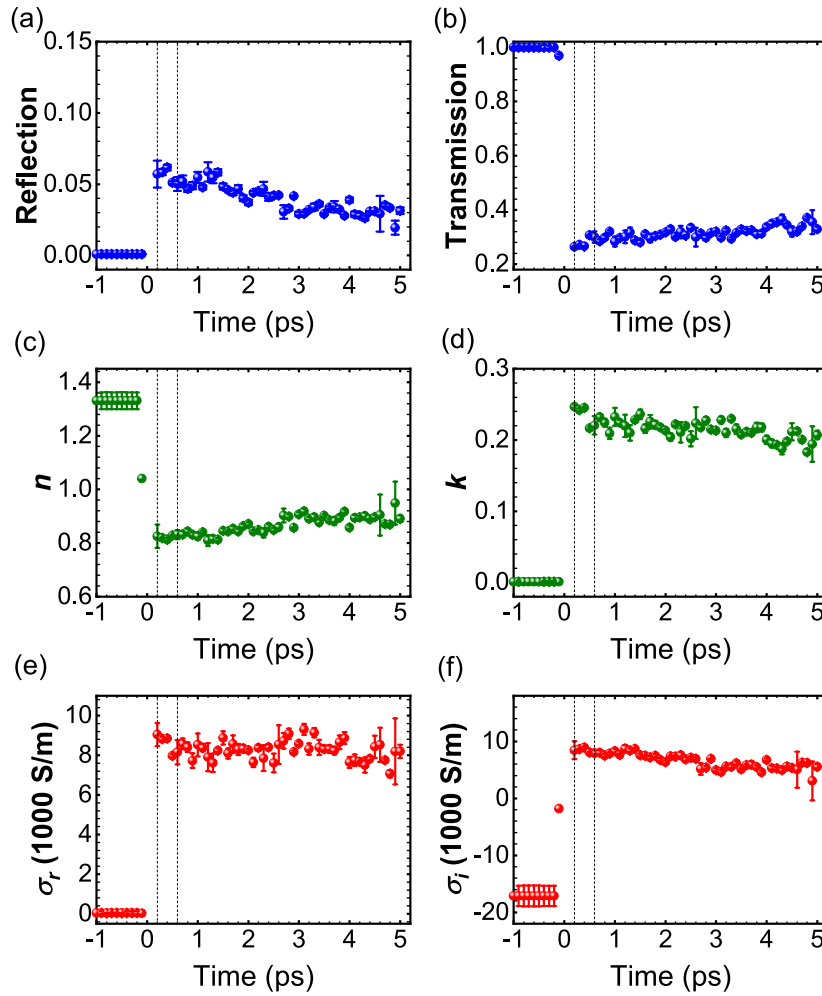 (a)
0.15
0.10
0.05
0.00
Reflection
-1 0 1 2 3 4 5
Time (ps)
(b)
1.0
0.8
0.6
0.4
0.2
Transmission
-1 0 1 2 3 4 5
Time (ps)
(c)
1.4
1.2
1.0
0.8
0.6
n
-1 0 1 2 3 4 5
Time (ps)
(d)
0.3
0.2
0.1
0.0
k
-1 0 1 2 3 4 5
Time (ps)
(e)
10
8
6
4
2
0
σr (1000 S/m)
-1 0 1 2 3 4 5
Time (ps)
(f)
10
0
-10
-20
σi (1000 S/m)
-1 0 1 2 3 4 5
Time (ps)